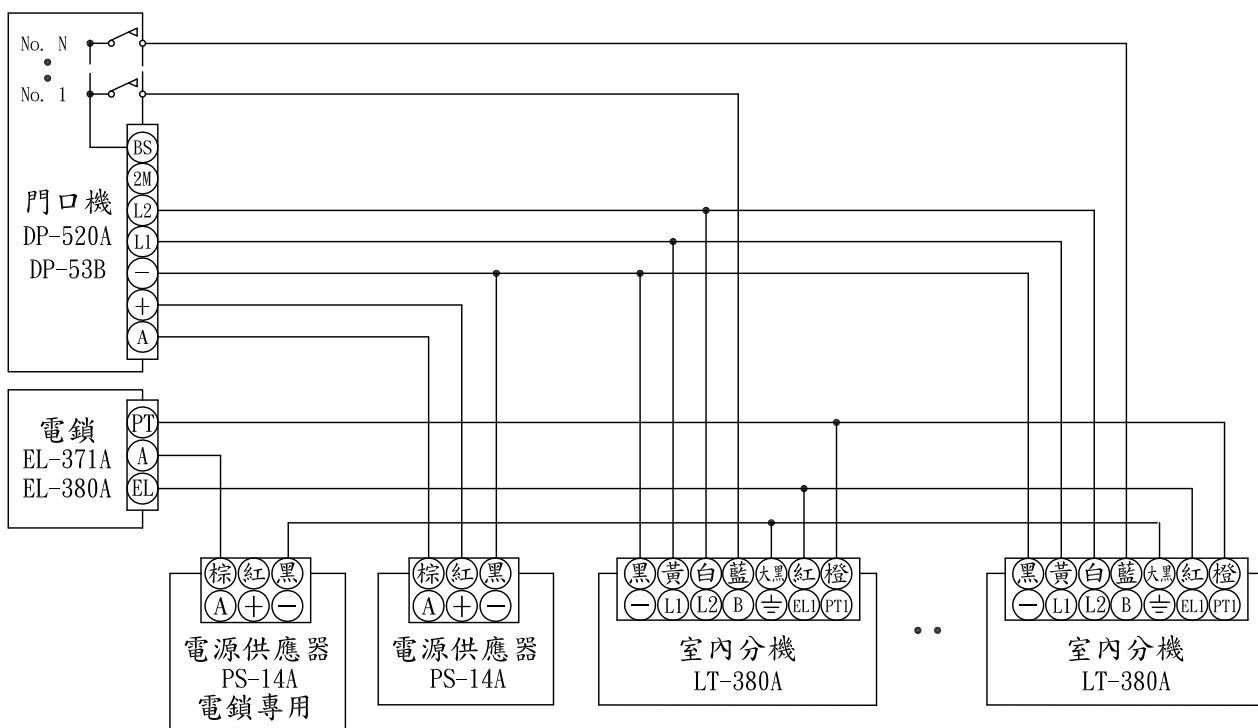 No. N
No. 1
BS
2M
L2
L1
−
+
A
門口機
DP-520A
DP-53B
PT
A
EL
電鎖
EL-371A
EL-380A
棕 紅 黑
A + −
電源供應器
PS-14A
電鎖專用
棕 紅 黑
A + −
電源供應器
PS-14A
黑 黃 白 藍 大黑 紅 橙
− L1 L2 B ⏚ EL1 PT1
室內分機
LT-380A
黑 黃 白 藍 大黑 紅 橙
− L1 L2 B ⏚ EL1 PT1
室內分機
LT-380A